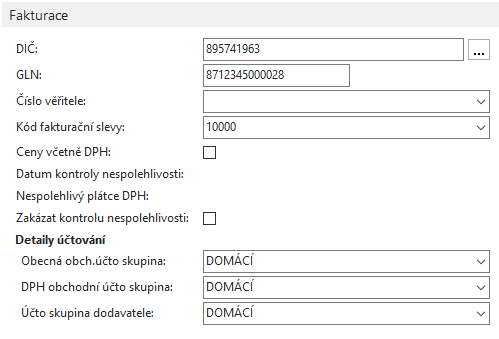 Fakturace
DIČ: 895741963 ...
GLN: 8712345000028
Číslo věřitele:
Kód fakturační slevy: 10000
Ceny včetně DPH:
Datum kontroly nespolehlivosti:
Nespolehlivý plátce DPH:
Zakázat kontrolu nespolehlivosti:
Detaily účtování
Obecná obch.účto skupina: DOMÁCÍ
DPH obchodní účto skupina: DOMÁCÍ
Účto skupina dodavatele: DOMÁCÍ